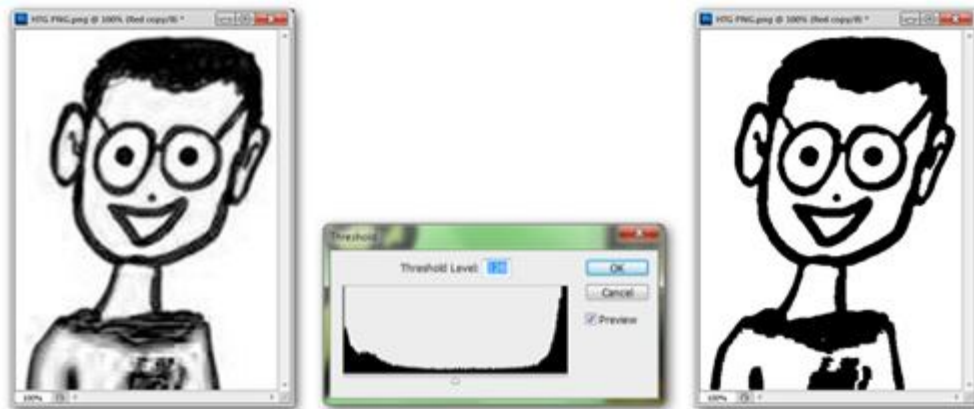 HTG PNG.png @ 100% (Red copy/8) *
100%
Threshold
Threshold Level: 128
OK
Cancel
Preview
HTG PNG.png @ 100% (Red copy/8) *
100%